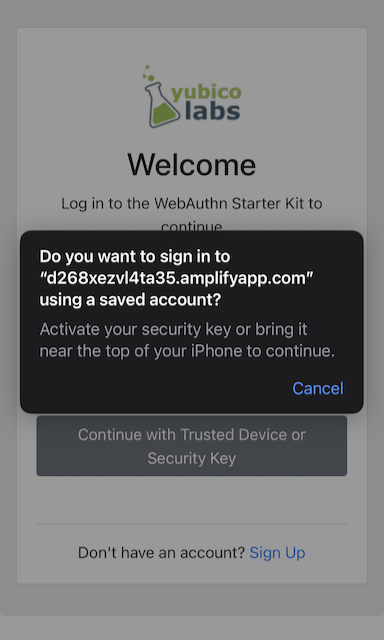 yubico
labs
Welcome
Log in to the WebAuthn Starter Kit to
continue
Do you want to sign in to
“d268xezvl4ta35.amplifyapp.com”
using a saved account?
Activate your security key or bring it
near the top of your iPhone to continue.
Cancel
Continue with Trusted Device or
Security Key
Don't have an account? Sign Up